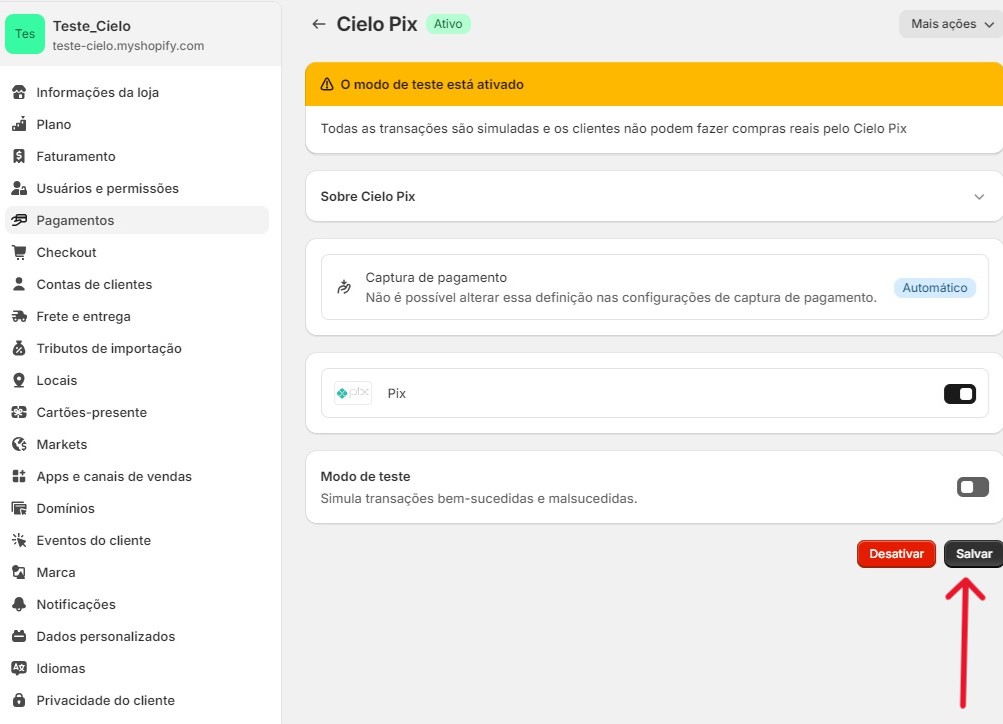 Tes
Teste_Cielo
teste-cielo.myshopify.com
Informações da loja
Plano
Faturamento
Usuários e permissões
Pagamentos
Checkout
Contas de clientes
Frete e entrega
Tributos de importação
Locais
Cartões-presente
Markets
Apps e canais de vendas
Domínios
Eventos do cliente
Marca
Notificações
Dados personalizados
Idiomas
Privacidade do cliente
Cielo Pix
Ativo
Mais ações
O modo de teste está ativado
Todas as transações são simuladas e os clientes não podem fazer compras reais pelo Cielo Pix
Sobre Cielo Pix
Captura de pagamento
Não é possível alterar essa definição nas configurações de captura de pagamento.
Automático
pix
Pix
Modo de teste
Simula transações bem-sucedidas e malsucedidas.
Desativar
Salvar